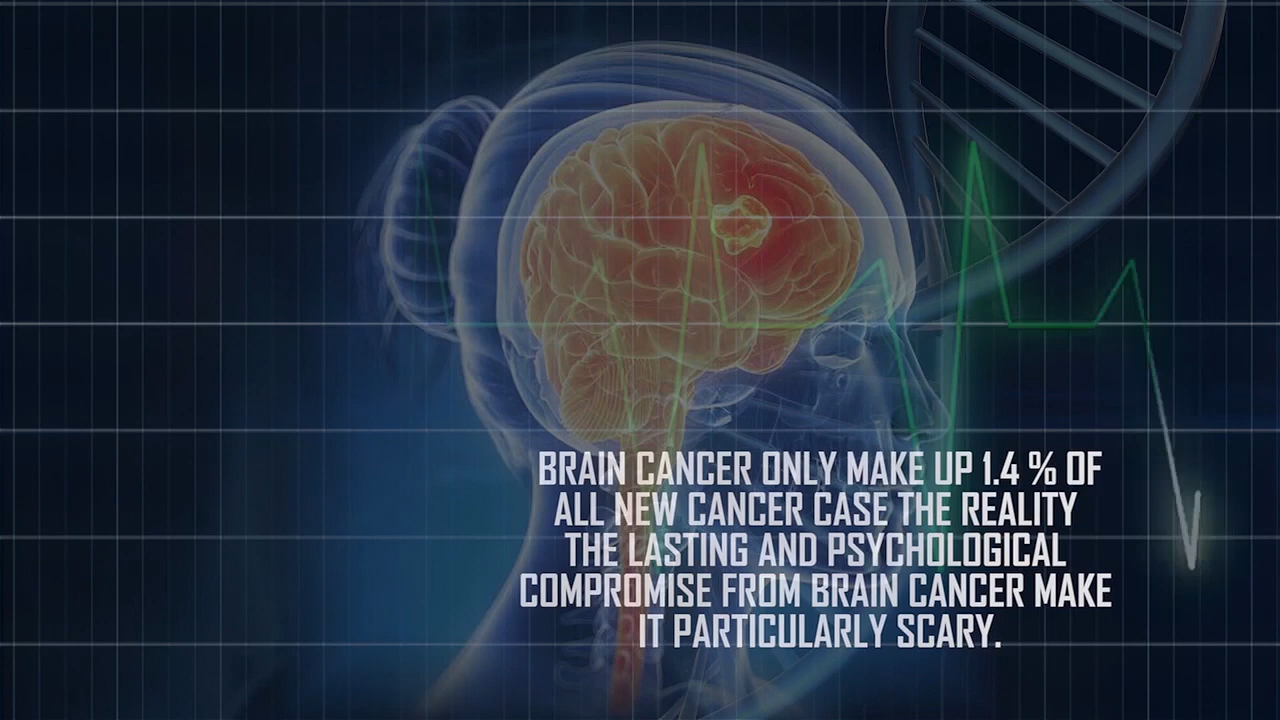 BRAIN CANCER ONLY MAKE UP 1.4 % OF
ALL NEW CANCER CASE THE REALITY
THE LASTING AND PSYCHOLOGICAL
COMPROMISE FROM BRAIN CANCER MAKE
IT PARTICULARLY SCARY.